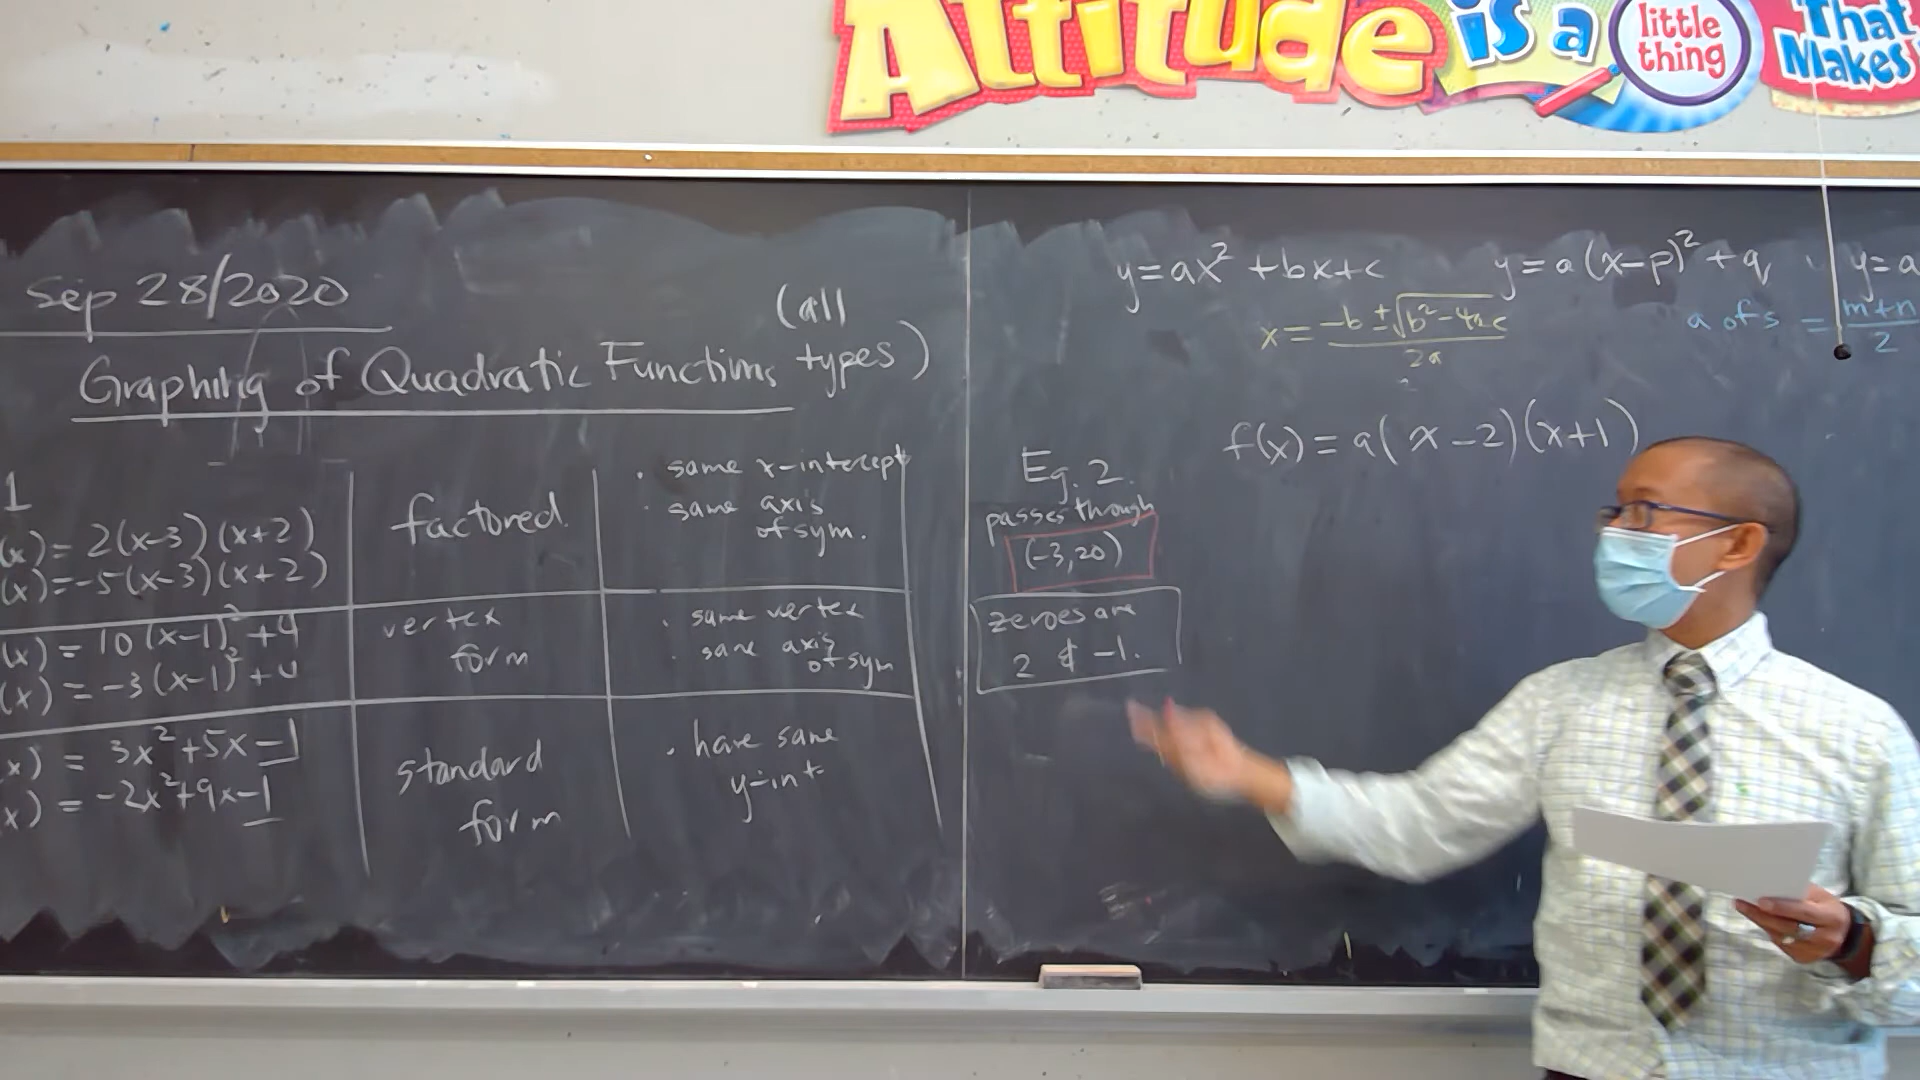 Attitude is a little thing That Makes
Sep 28/2020
Graphing of Quadratic Functions (all types)
1
(x) = 2(x-3)(x+2)
(x) = -5(x-3)(x+2)
factored
· same x-intercept
· same axis of sym.
(x) = 10(x-1)²+4
(x) = -3(x-1)²+4
vertex form
· same vertex
· same axis of sym
x) = 3x²+5x-1
x) = -2x²+9x-1
standard form
· have same y-int
y=ax²+bx+c
y=a(x-p)²+q
y=a
x = -b±√b²-4ac / 2a
a of s = m+n / 2
f(x) = a(x-2)(x+1)
Eg. 2.
passes through
(-3,20)
zeroes are
2 & -1.